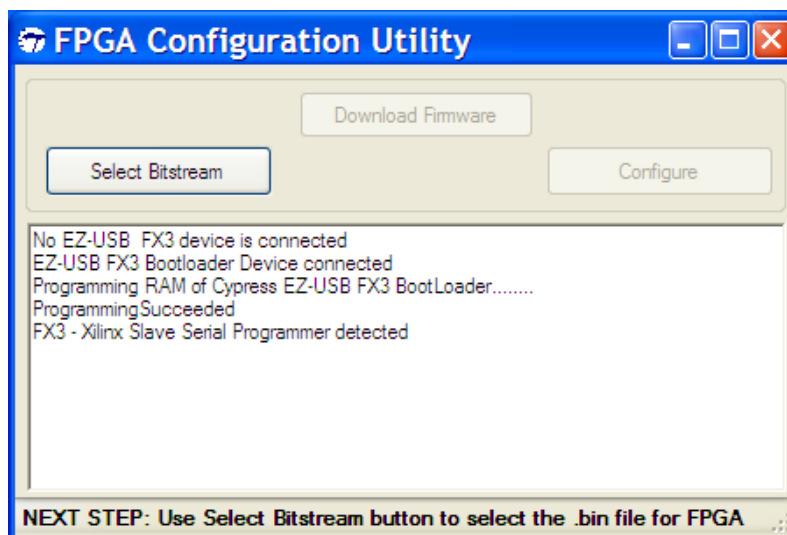 FPGA Configuration Utility
Download Firmware
Select Bitstream
Configure
No EZ-USB  FX3 device is connected
EZ-USB FX3 Bootloader Device connected
Programming RAM of Cypress EZ-USB FX3 BootLoader........
ProgrammingSucceeded
FX3 - Xilinx Slave Serial Programmer detected
NEXT STEP: Use Select Bitstream button to select the .bin file for FPGA